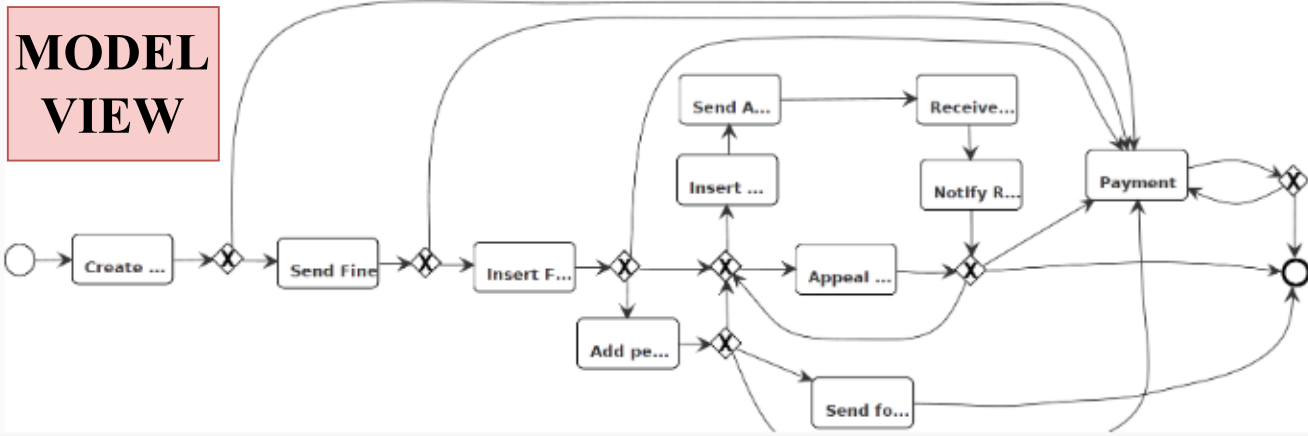 MODEL
VIEW
Send A...
Receive...
Insert ...
Notify R...
Payment
X
Create ...
X
Send Fine
X
Insert F...
X
X
Appeal ...
X
Add pe...
X
Send fo...